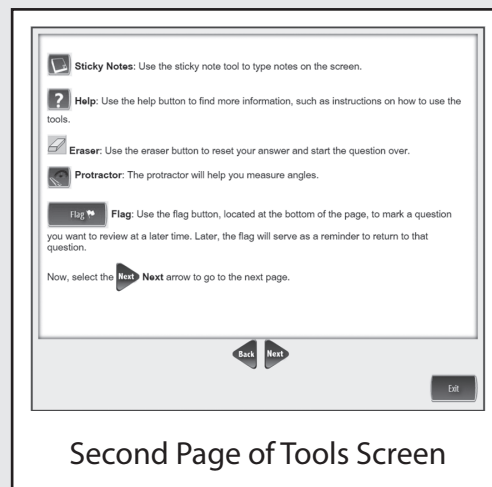 Sticky Notes: Use the sticky note tool to type notes on the screen.
? Help: Use the help button to find more information, such as instructions on how to use the
tools.
Eraser: Use the eraser button to reset your answer and start the question over.
Protractor: The protractor will help you measure angles.
Flag Flag: Use the flag button, located at the bottom of the page, to mark a question
you want to review at a later time. Later, the flag will serve as a reminder to return to that
question.
Now, select the Next Next arrow to go to the next page.
Back Next
Exit
Second Page of Tools Screen